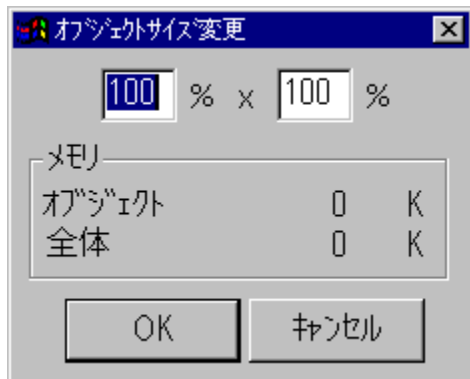 ｵﾌﾞｼﾞｪｸﾄｻｲｽﾞ変更
100 % x 100 %
メモリ
ｵﾌﾞｼﾞｪｸﾄ 0 K
全体 0 K
OK ｷｬﾝｾﾙ